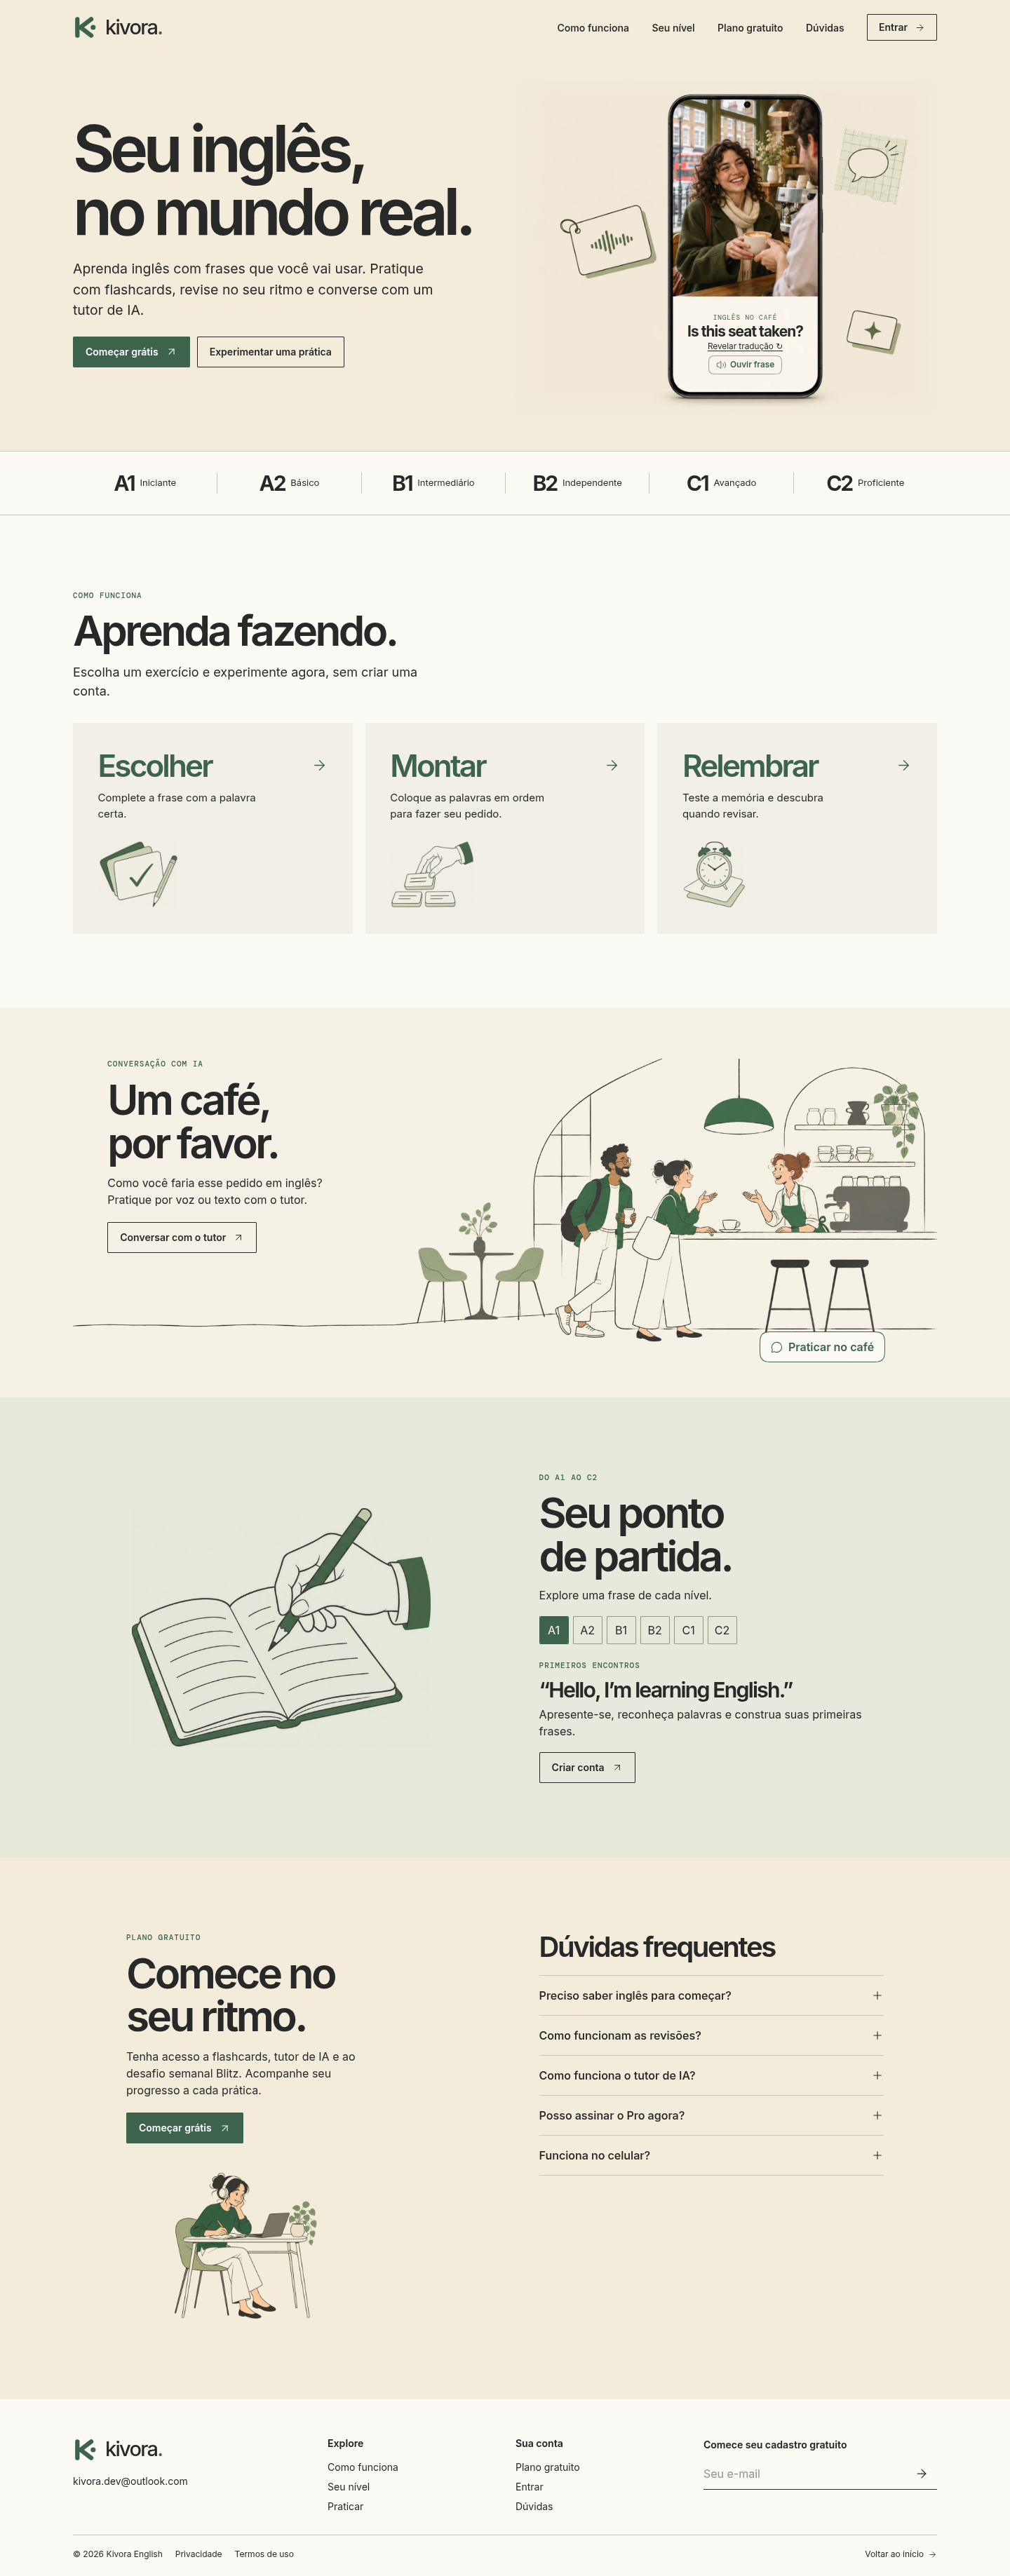 kivora.
Como funciona
Seu nível
Plano gratuito
Dúvidas
Entrar →
Seu inglês,
no mundo real.
Aprenda inglês com frases que você vai usar. Pratique
com flashcards, revise no seu ritmo e converse com um
tutor de IA.
Começar grátis ↗
Experimentar uma prática
INGLÊS NO CAFÉ
Is this seat taken?
Revelar tradução ↻
Ouvir frase
A1 Iniciante
A2 Básico
B1 Intermediário
B2 Independente
C1 Avançado
C2 Proficiente
COMO FUNCIONA
Aprenda fazendo.
Escolha um exercício e experimente agora, sem criar uma
conta.
Escolher →
Complete a frase com a palavra
certa.
Montar →
Coloque as palavras em ordem
para fazer seu pedido.
Relembrar →
Teste a memória e descubra
quando revisar.
CONVERSAÇÃO COM IA
Um café,
por favor.
Como você faria esse pedido em inglês?
Pratique por voz ou texto com o tutor.
Conversar com o tutor ↗
Praticar no café
DO A1 AO C2
Seu ponto
de partida.
Explore uma frase de cada nível.
A1 A2 B1 B2 C1 C2
PRIMEIROS ENCONTROS
“Hello, I’m learning English.”
Apresente-se, reconheça palavras e construa suas primeiras
frases.
Criar conta ↗
PLANO GRATUITO
Comece no
seu ritmo.
Tenha acesso a flashcards, tutor de IA e ao
desafio semanal Blitz. Acompanhe seu
progresso a cada prática.
Começar grátis ↗
Dúvidas frequentes
Preciso saber inglês para começar? +
Como funcionam as revisões? +
Como funciona o tutor de IA? +
Posso assinar o Pro agora? +
Funciona no celular? +
kivora.
kivora.dev@outlook.com
Explore
Como funciona
Seu nível
Praticar
Sua conta
Plano gratuito
Entrar
Dúvidas
Comece seu cadastro gratuito
Seu e-mail →
© 2026 Kivora English
Privacidade
Termos de uso
Voltar ao início →